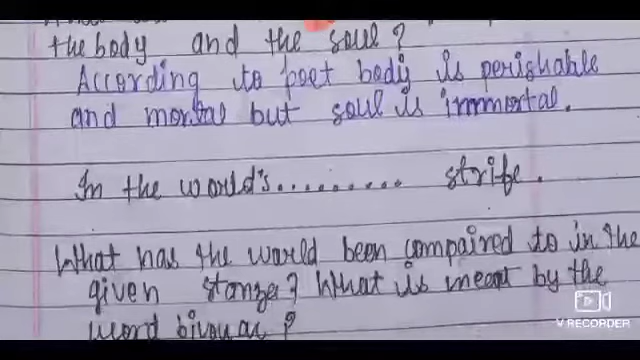 the body and the soul?
According to poet body is perishable
and mortal but soul is immortal.
In the world's.......... strife.
What has the world been compaired to in the
given stanza? What is meant by the
word bivouac?
V RECORDER